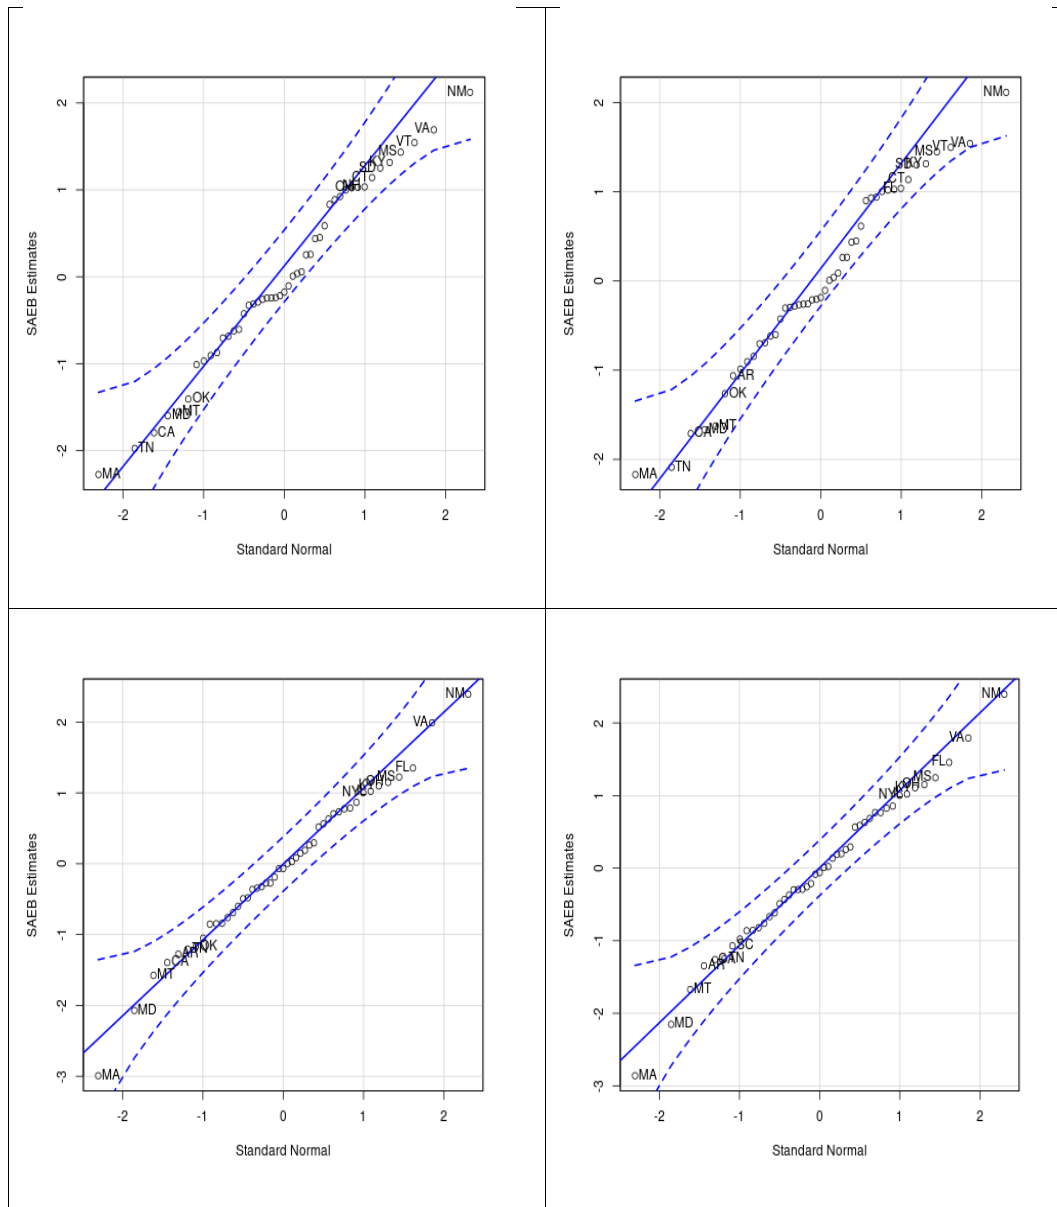 NM
VA
VT
MS
KY
SD
CT
OK
MT
MD
CA
TN
MA
2
1
0
-1
-2
-2
-1
0
1
2
SAEB Estimates
Standard Normal
NM
VA
VT
MS
KY
SD
CT
FL
AR
OK
MT
MD
CA
TN
MA
2
1
0
-1
-2
-2
-1
0
1
2
SAEB Estimates
Standard Normal
NM
VA
FL
MS
NY
OK
TN
AR
CA
MT
MD
MA
2
1
0
-1
-2
-3
-2
-1
0
1
2
SAEB Estimates
Standard Normal
NM
VA
FL
MS
NY
SC
TN
AR
MT
MD
MA
2
1
0
-1
-2
-3
-2
-1
0
1
2
SAEB Estimates
Standard Normal